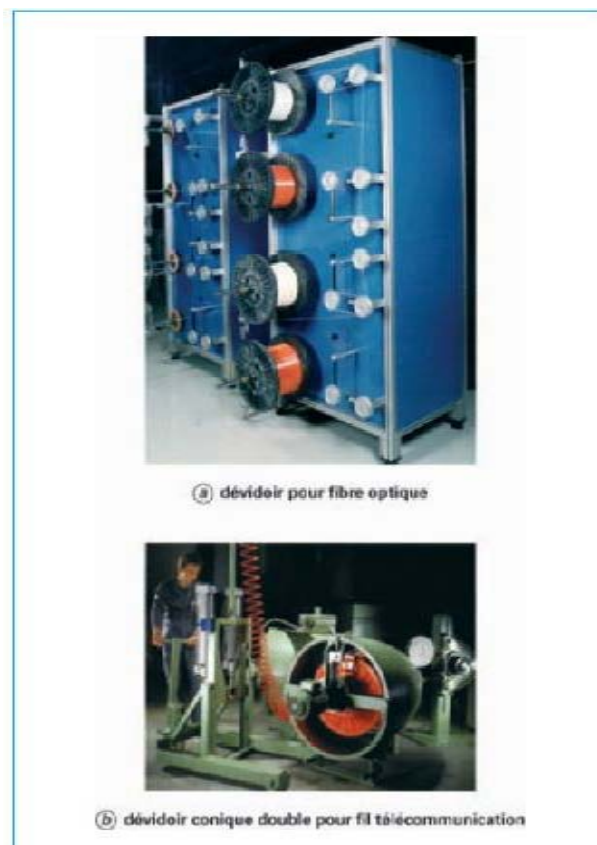 ⓐ dévidoir pour fibre optique
ⓑ dévidoir conique double pour fil télécommunication